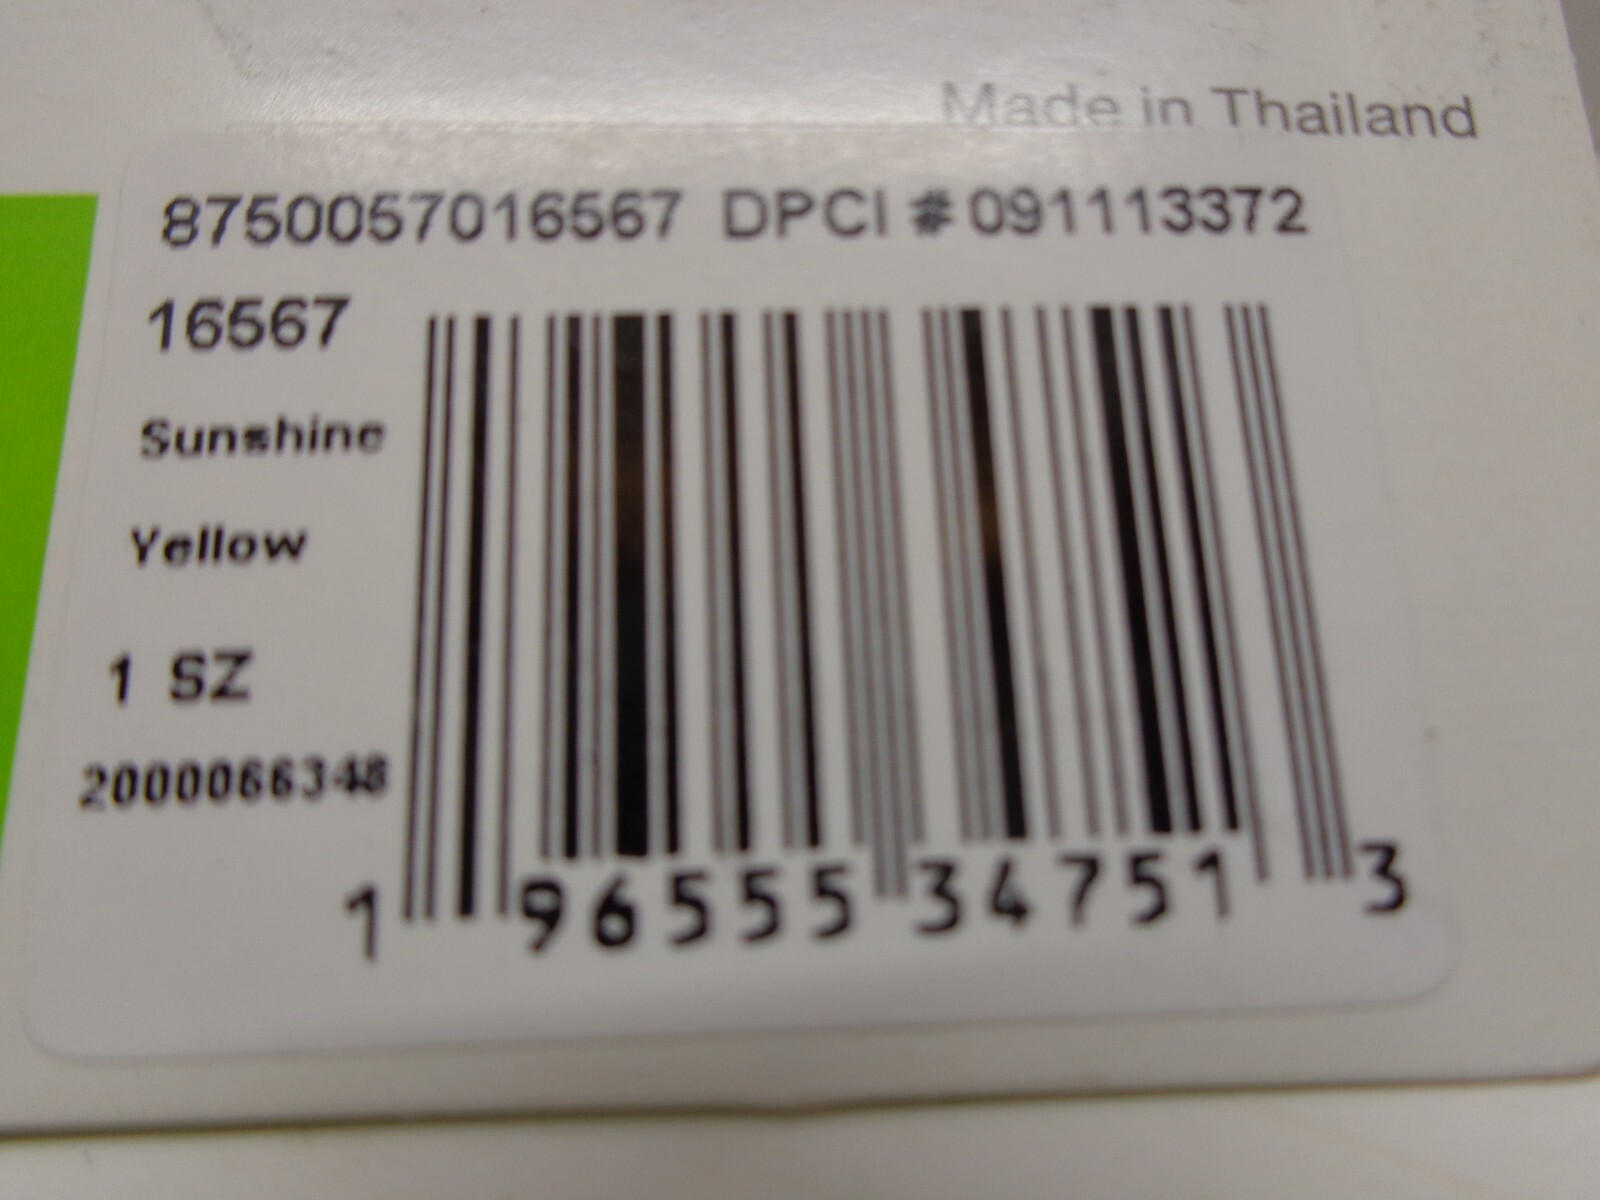 Made in Thailand
8750057016567 DPCI # 091113372
16567
Sunshine
Yellow
1 SZ
2000066348
1 96555 34751 3